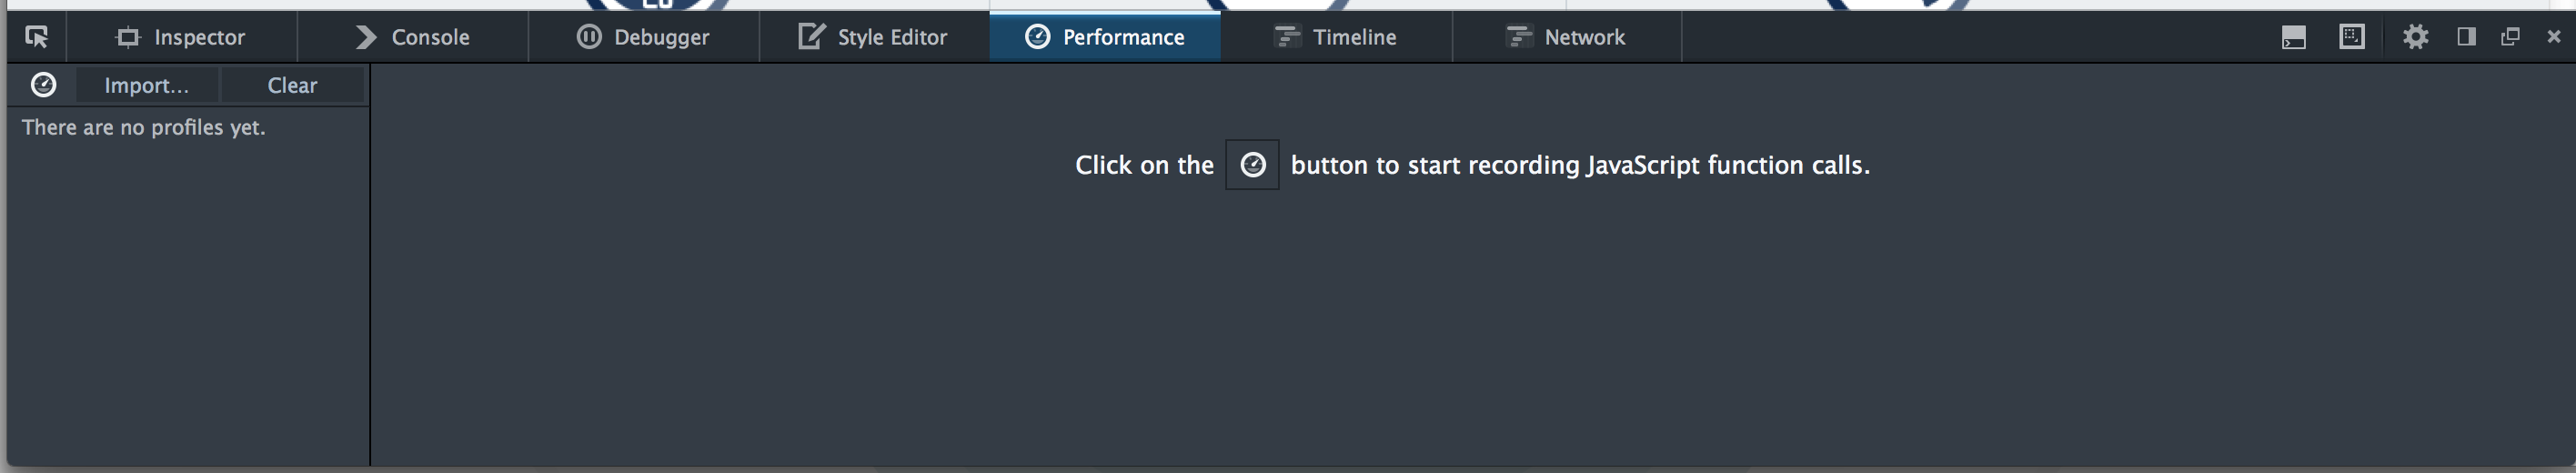 Inspector
Console
Debugger
Style Editor
Performance
Timeline
Network
Import...
Clear
There are no profiles yet.
Click on the button to start recording JavaScript function calls.